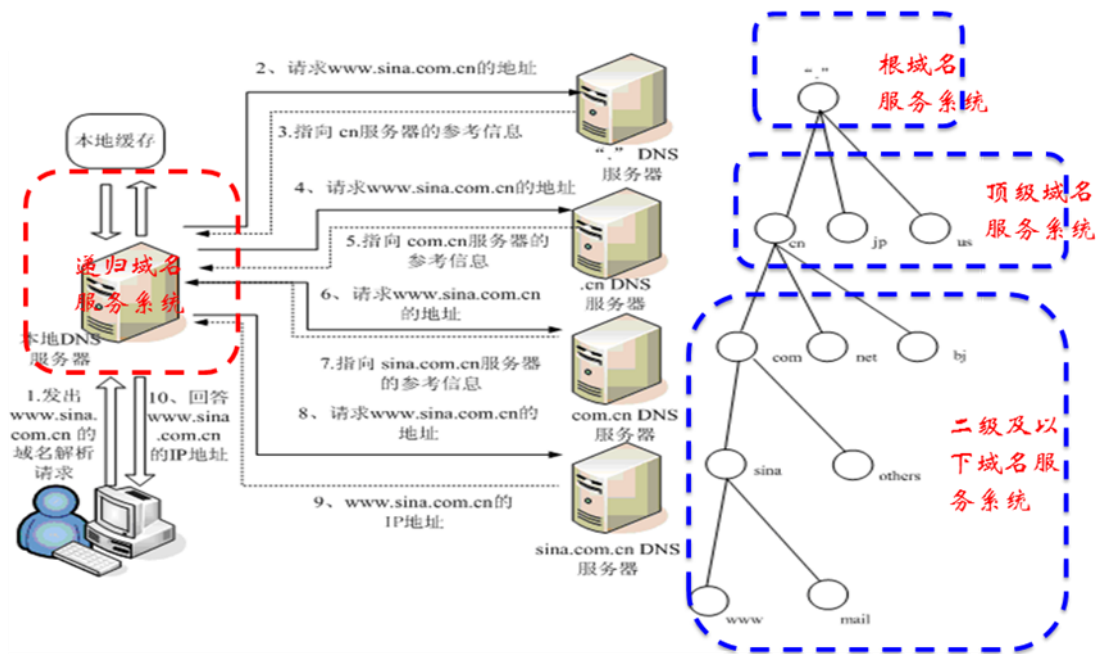 2、请求www.sina.com.cn的地址
3.指向 cn服务器的参考信息
本地缓存
“.” DNS
服务器
4、请求www.sina.com.cn的地址
5.指向 com.cn服务器的
参考信息
.cn DNS
服务器
递归域名
服务系统
本地DNS
服务器
6、请求www.sina.com.cn
的地址
7.指向 sina.com.cn服务器
的参考信息
com.cn DNS
服务器
1.发出
www.sina.
com.cn 的
域名解析
请求
10、回答
www.sina
.com.cn
的IP地址
8、请求www.sina.com.cn的
地址
9、www.sina.com.cn的
IP地址
sina.com.cn DNS
服务器
“.”
根域名
服务系统
cn
jp
us
顶级域名
服务系统
com
net
bj
sina
others
二级及以
下域名服
务系统
www
mail